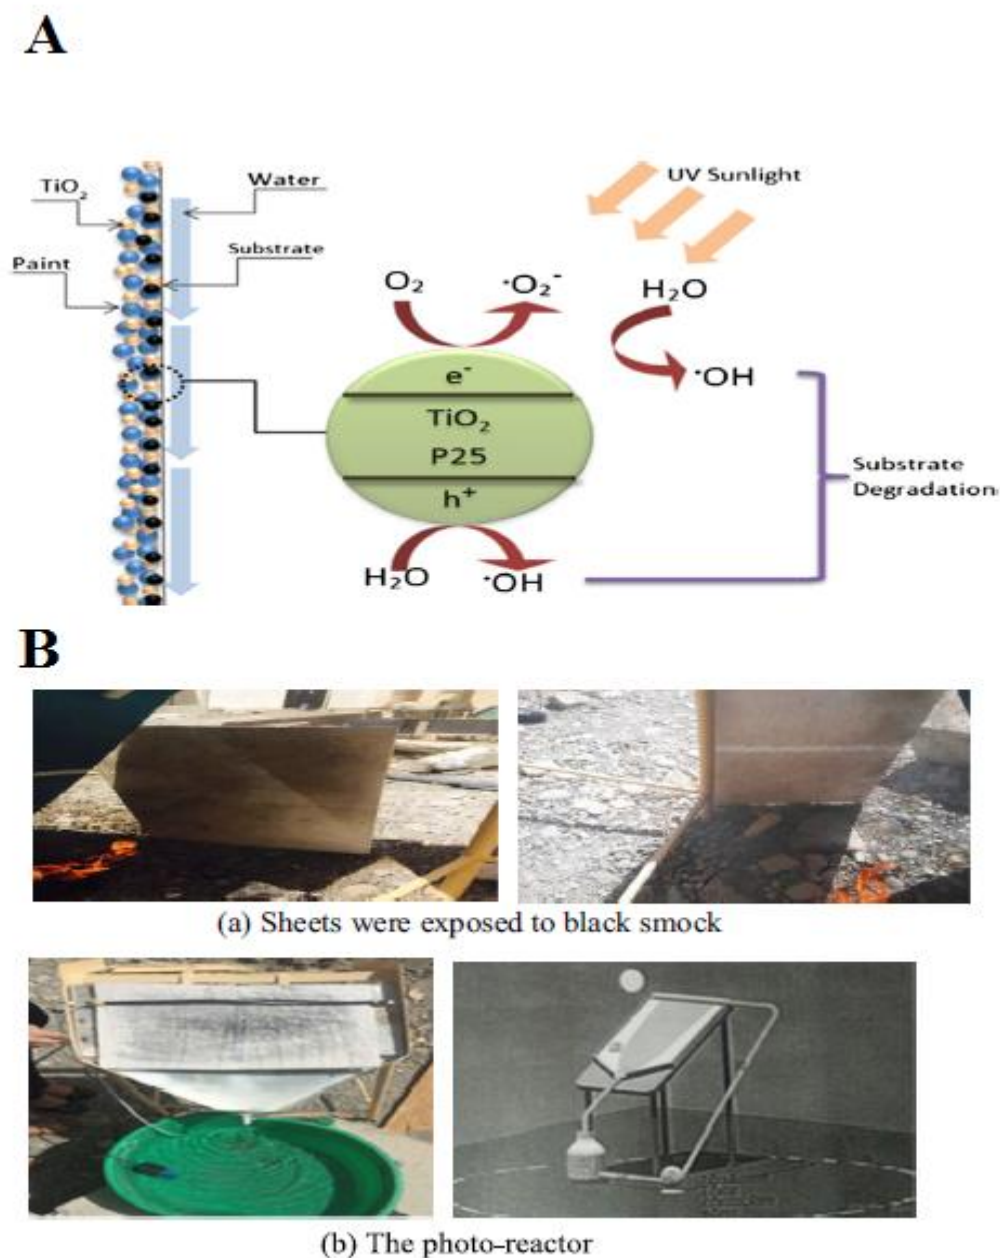 A
TiO₂
Water
UV Sunlight
Paint
Substrate
O₂
·O₂⁻
H₂O
e⁻
·OH
TiO₂
P25
h⁺
Substrate
Degradation
H₂O
·OH
B
(a) Sheets were exposed to black smock
(b) The photo-reactor